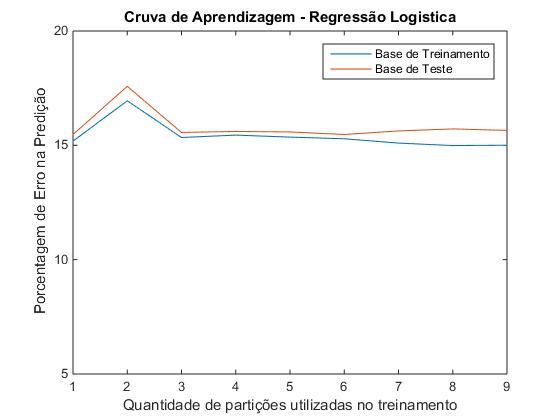 Cruva de Aprendizagem - Regressão Logistica
Base de Treinamento
Base de Teste
Porcentagem de Erro na Predição
20
15
10
5
1 2 3 4 5 6 7 8 9
Quantidade de partições utilizadas no treinamento